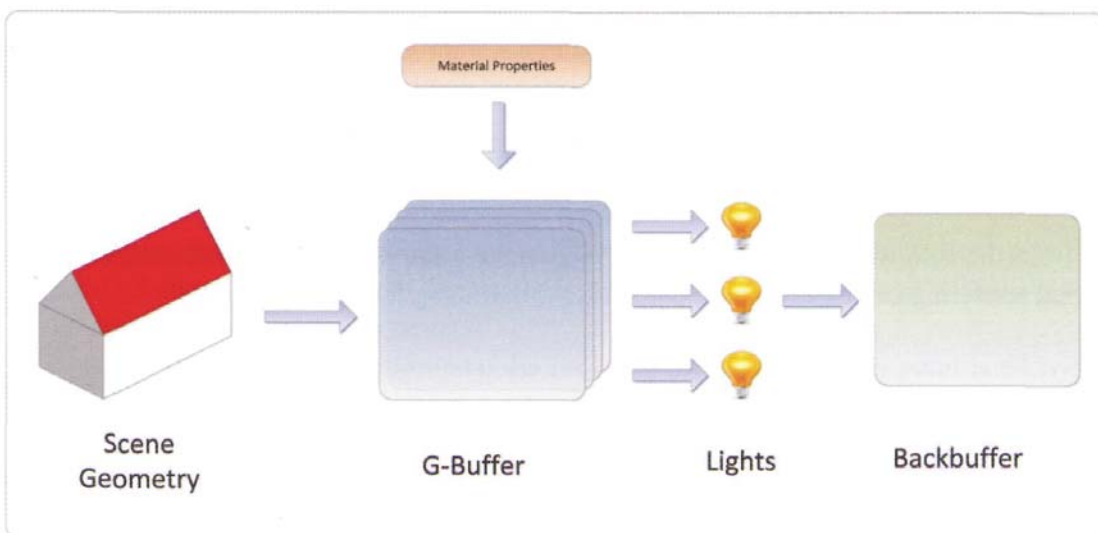 Material Properties
Scene
Geometry
G-Buffer
Lights
Backbuffer